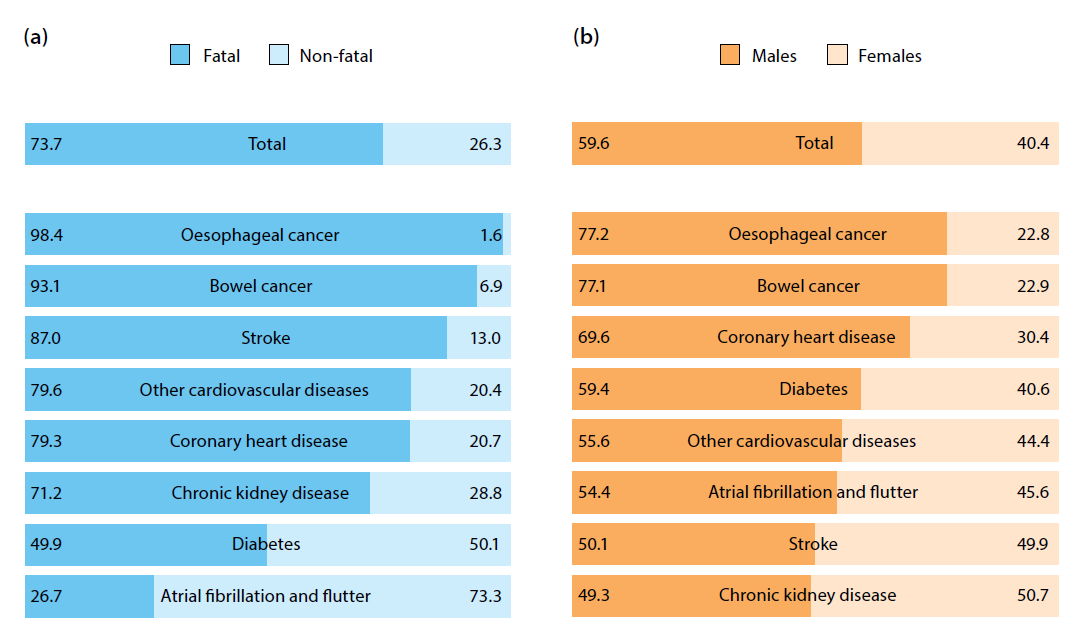 (a)
Fatal Non-fatal
73.7 Total 26.3
98.4 Oesophageal cancer 1.6
93.1 Bowel cancer 6.9
87.0 Stroke 13.0
79.6 Other cardiovascular diseases 20.4
79.3 Coronary heart disease 20.7
71.2 Chronic kidney disease 28.8
49.9 Diabetes 50.1
26.7 Atrial fibrillation and flutter 73.3
(b)
Males Females
59.6 Total 40.4
77.2 Oesophageal cancer 22.8
77.1 Bowel cancer 22.9
69.6 Coronary heart disease 30.4
59.4 Diabetes 40.6
55.6 Other cardiovascular diseases 44.4
54.4 Atrial fibrillation and flutter 45.6
50.1 Stroke 49.9
49.3 Chronic kidney disease 50.7